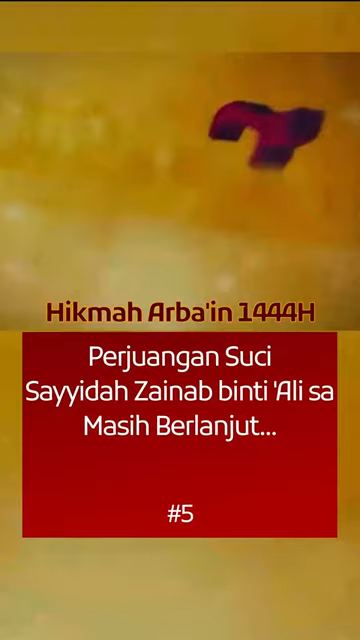 Hikmah Arba'in 1444H
Perjuangan Suci
Sayyidah Zainab binti 'Ali sa
Masih Berlanjut...
#5